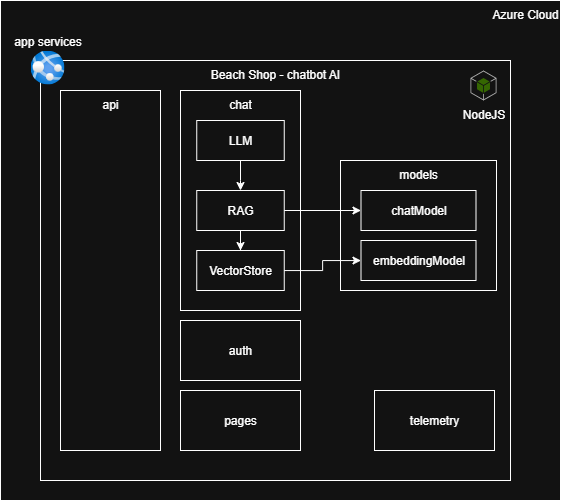 Azure Cloud
app services
Beach Shop - chatbot AI
NodeJS
api
chat
LLM
RAG
VectorStore
models
chatModel
embeddingModel
auth
pages
telemetry